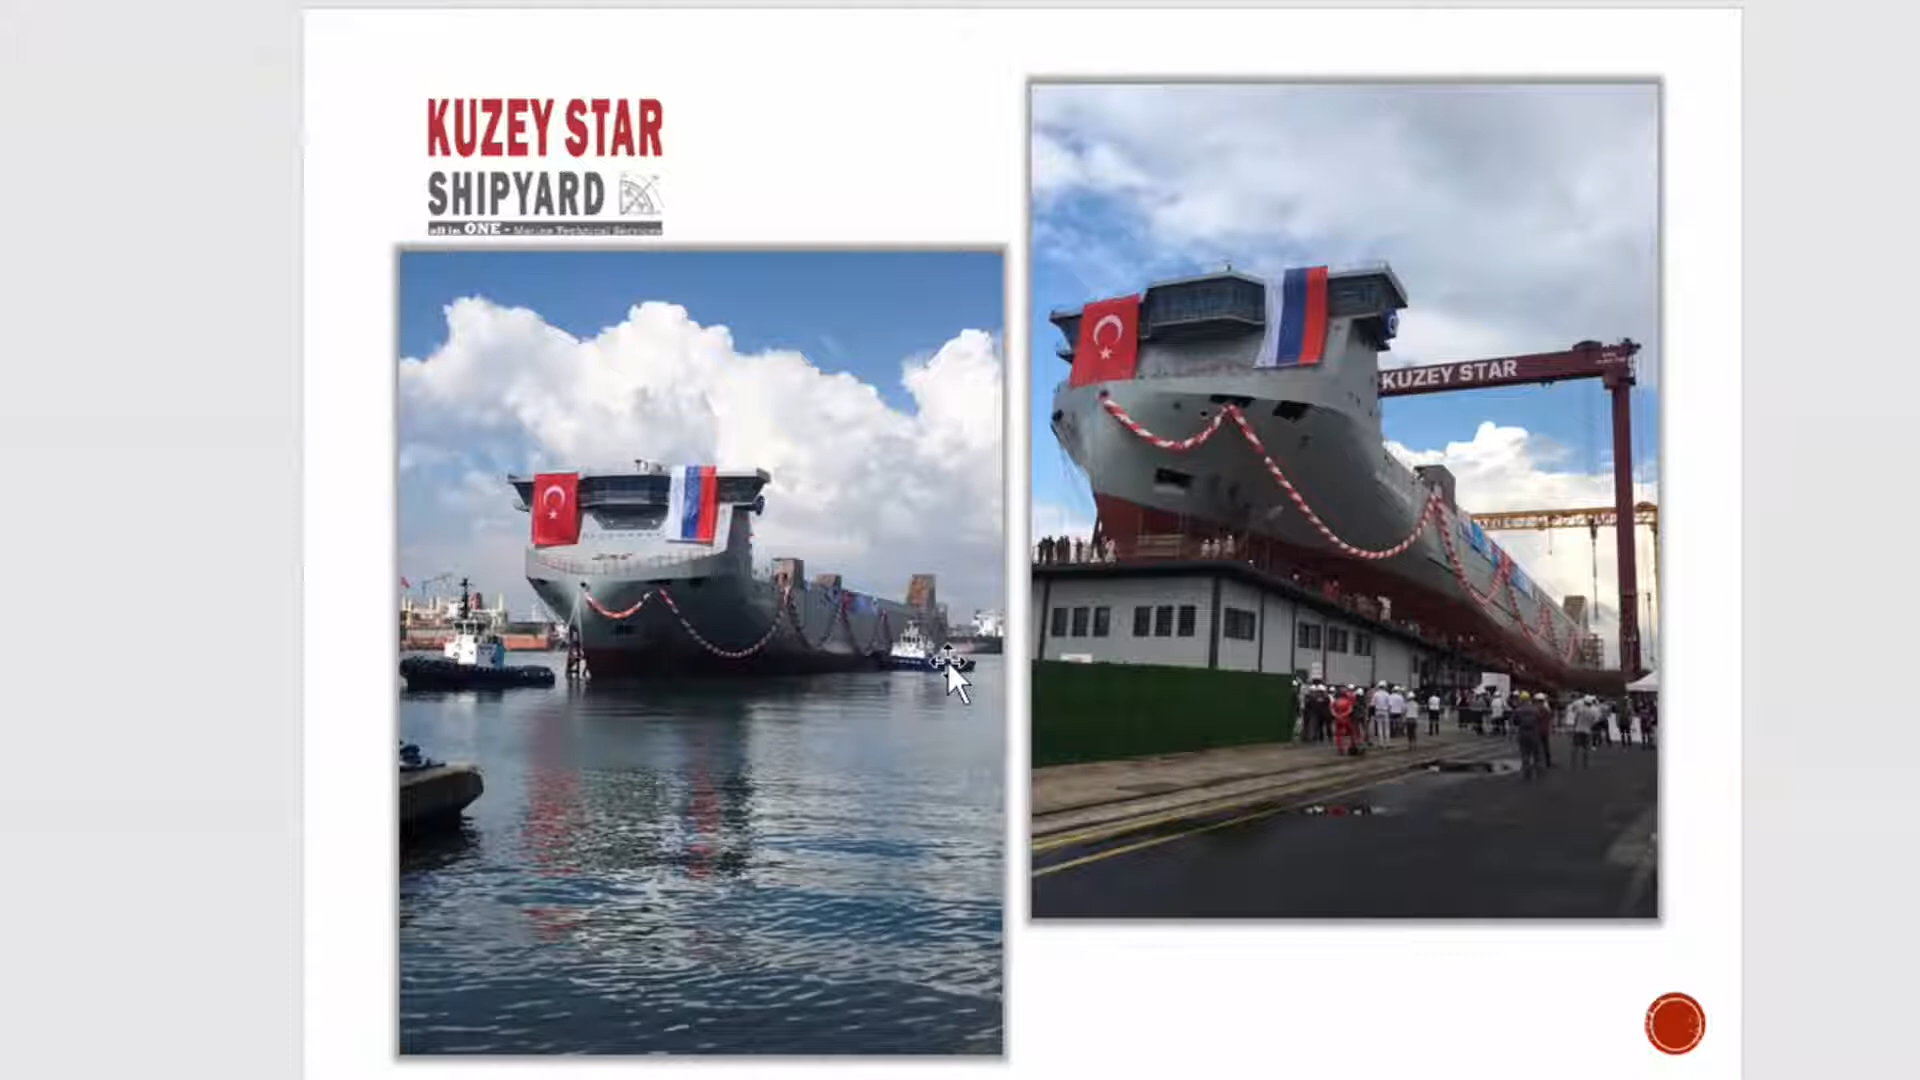 KUZEY STAR
SHIPYARD
all in ONE - Marine Technical Services
KUZEY STAR